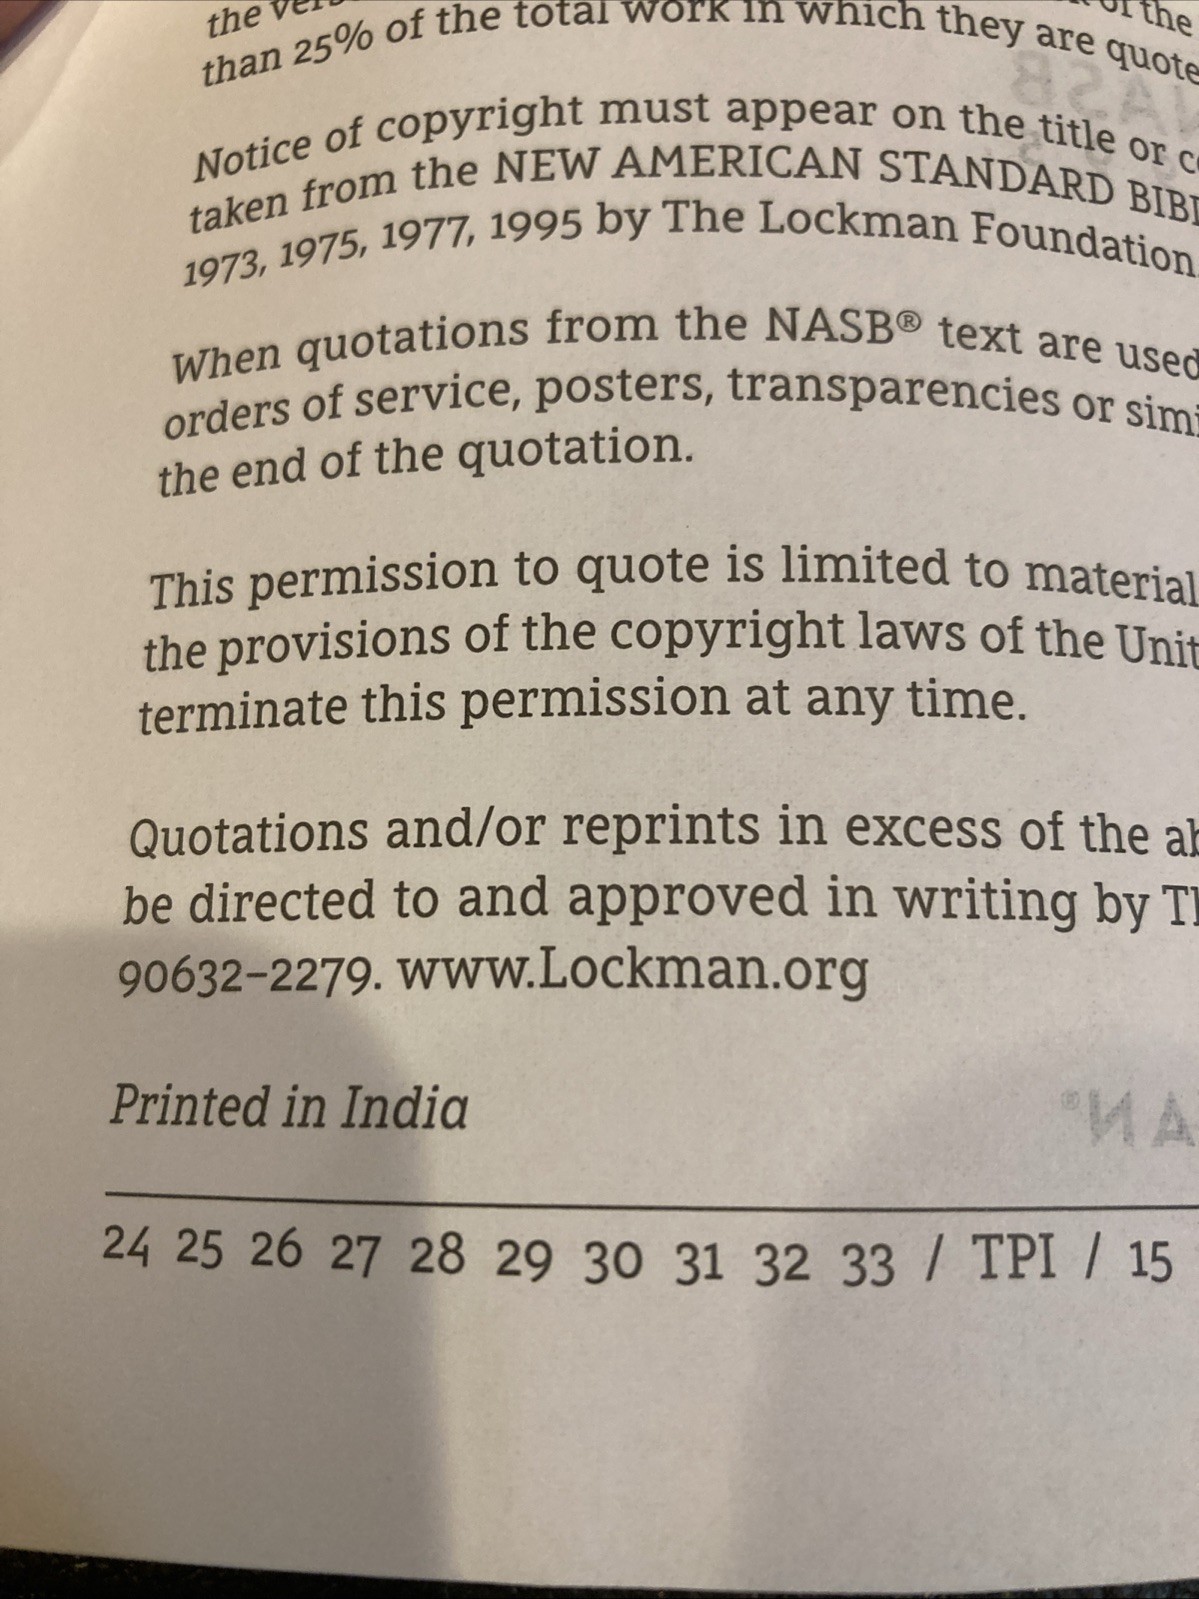 the
than 25% of the total work in which they are quote
Notice of copyright must appear on the title or
taken from the NEW AMERICAN STANDARD BIBL
1973, 1975, 1977, 1995 by The Lockman Foundation
When quotations from the NASB® text are used
orders of service, posters, transparencies or simi
the end of the quotation.
This permission to quote is limited to material
the provisions of the copyright laws of the Unit
terminate this permission at any time.
Quotations and/or reprints in excess of the ab
be directed to and approved in writing by Th
90632-2279. www.Lockman.org
Printed in India
24 25 26 27 28 29 30 31 32 33 / TPI / 15